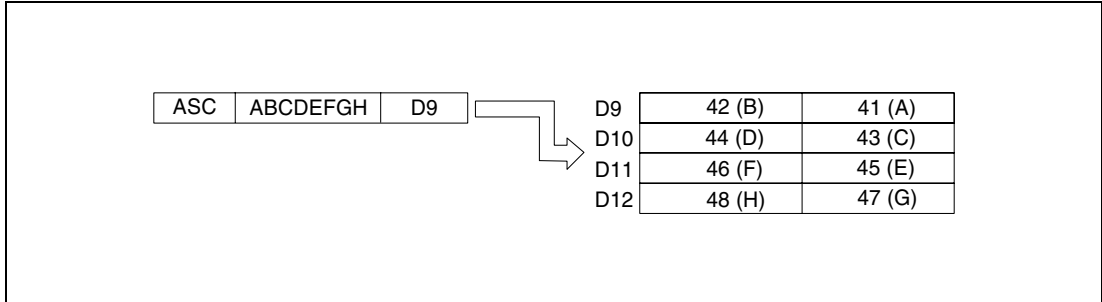 ASC ABCDEFGH D9
D9 42 (B) 41 (A)
D10 44 (D) 43 (C)
D11 46 (F) 45 (E)
D12 48 (H) 47 (G)